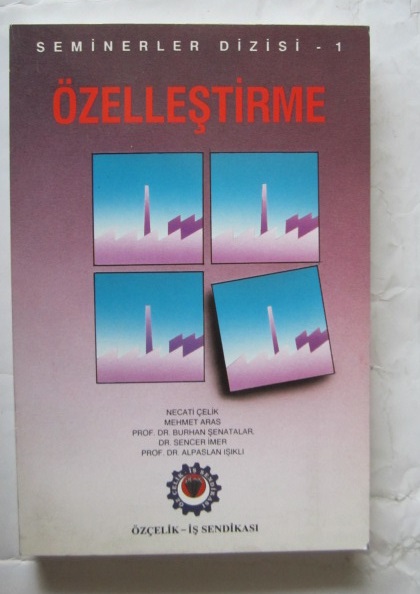 SEMİNERLER DİZİSİ - 1
ÖZELLEŞTİRME
NECATİ ÇELİK
MEHMET ARAS
PROF. DR. BURHAN ŞENATALAR,
DR. SENCER İMER
PROF. DR. ALPASLAN IŞIKLI
ÖZÇELİK-İŞ SENDİKASI